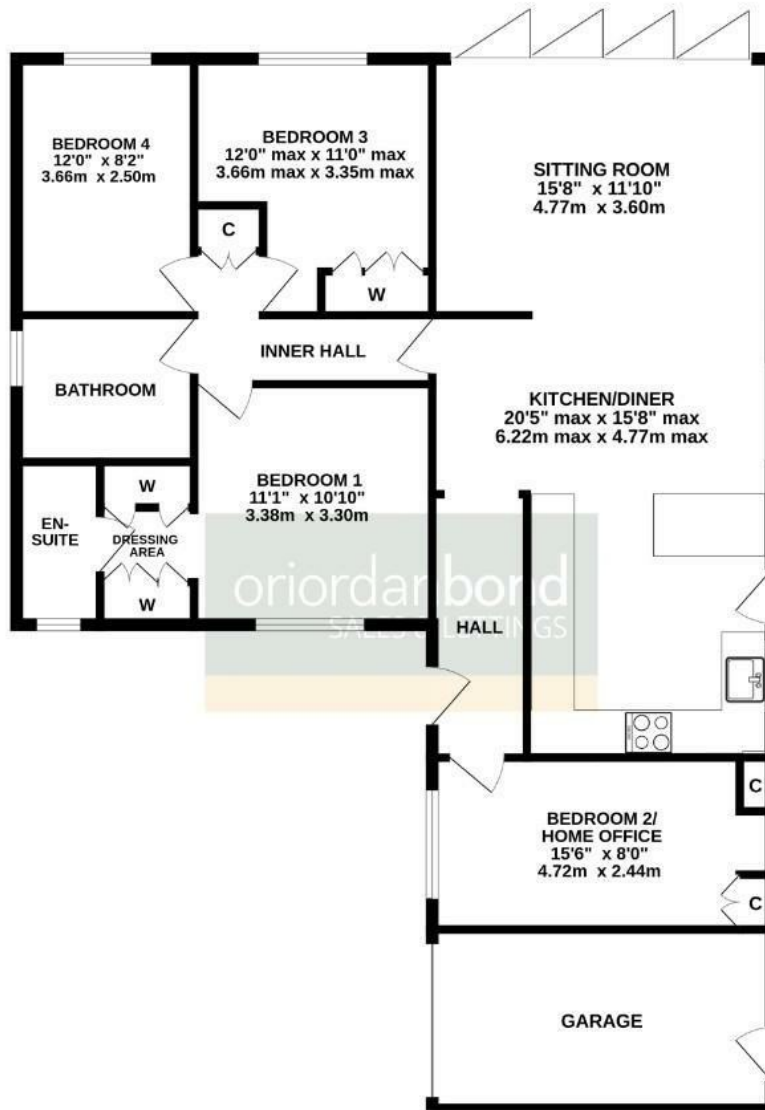 BEDROOM 4
12'0" x 8'2"
3.66m x 2.50m
BEDROOM 3
12'0" max x 11'0" max
3.66m max x 3.35m max
SITTING ROOM
15'8" x 11'10"
4.77m x 3.60m
C
W
INNER HALL
BATHROOM
KITCHEN/DINER
20'5" max x 15'8" max
6.22m max x 4.77m max
BEDROOM 1
11'1" x 10'10"
3.38m x 3.30m
W
EN-
SUITE
DRESSING
AREA
W
oriordanbond
SALES & LETTINGS
HALL
BEDROOM 2/
HOME OFFICE
15'6" x 8'0"
4.72m x 2.44m
C
C
GARAGE